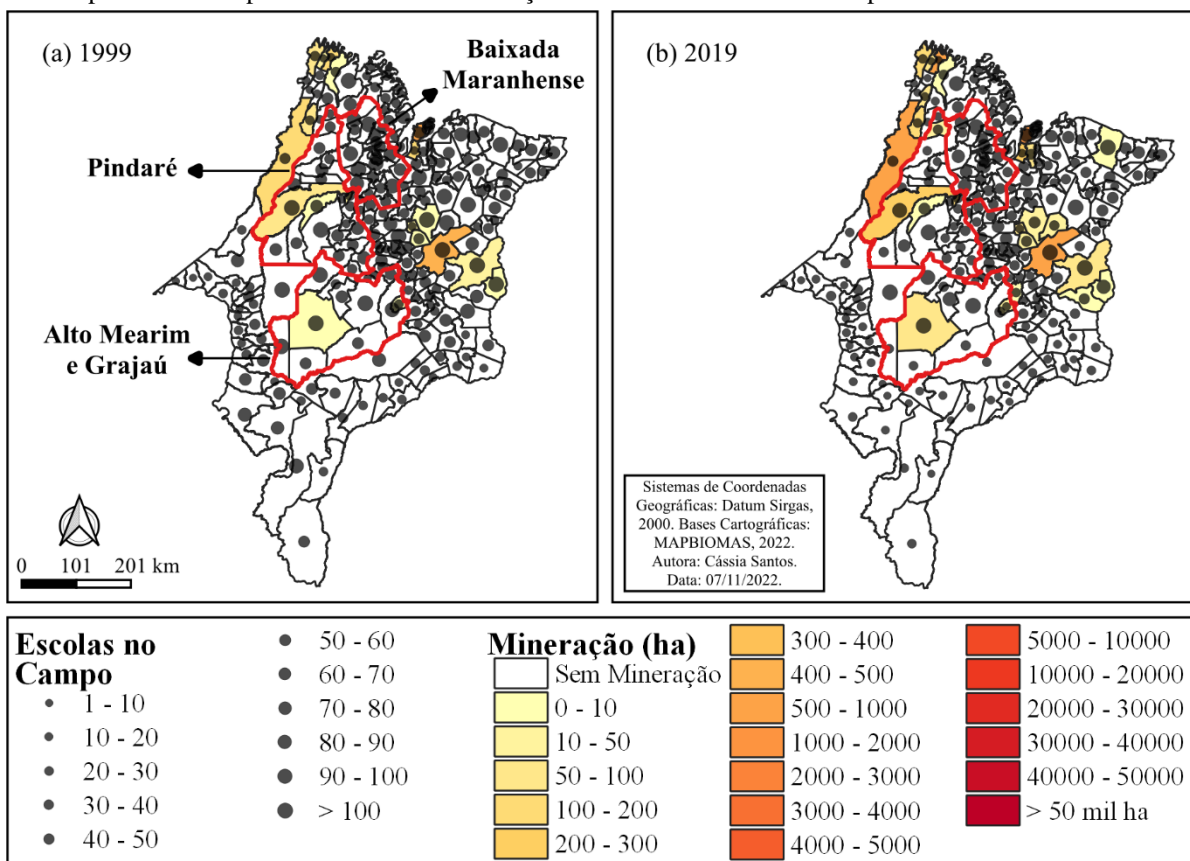 (a) 1999
Baixada
Maranhense
Pindaré
Alto Mearim
e Grajaú
0 101 201 km
(b) 2019
Sistemas de Coordenadas
Geográficas: Datum Sirgas,
2000. Bases Cartográficas:
MAPBIOMAS, 2022.
Autora: Cássia Santos.
Data: 07/11/2022.
Escolas no
Campo
1 - 10
10 - 20
20 - 30
30 - 40
40 - 50
50 - 60
60 - 70
70 - 80
80 - 90
90 - 100
> 100
Mineração (ha)
Sem Mineração
0 - 10
10 - 50
50 - 100
100 - 200
200 - 300
300 - 400
400 - 500
500 - 1000
1000 - 2000
2000 - 3000
3000 - 4000
4000 - 5000
5000 - 10000
10000 - 20000
20000 - 30000
30000 - 40000
40000 - 50000
> 50 mil ha